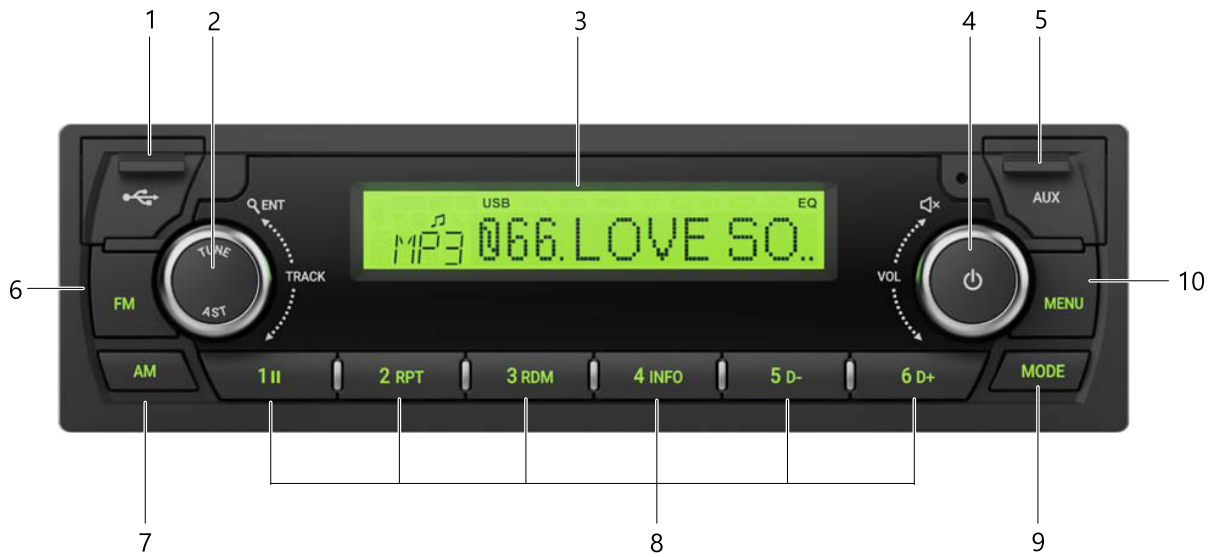 1
2
3
4
5
AUX
ENT
USB
EQ
TUNE
MP3
066.LOVE SO..
TRACK
VOL
6
10
FM
AST
MENU
AM
1
2 RPT
3 RDM
4 INFO
5 D-
6 D+
MODE
7
8
9